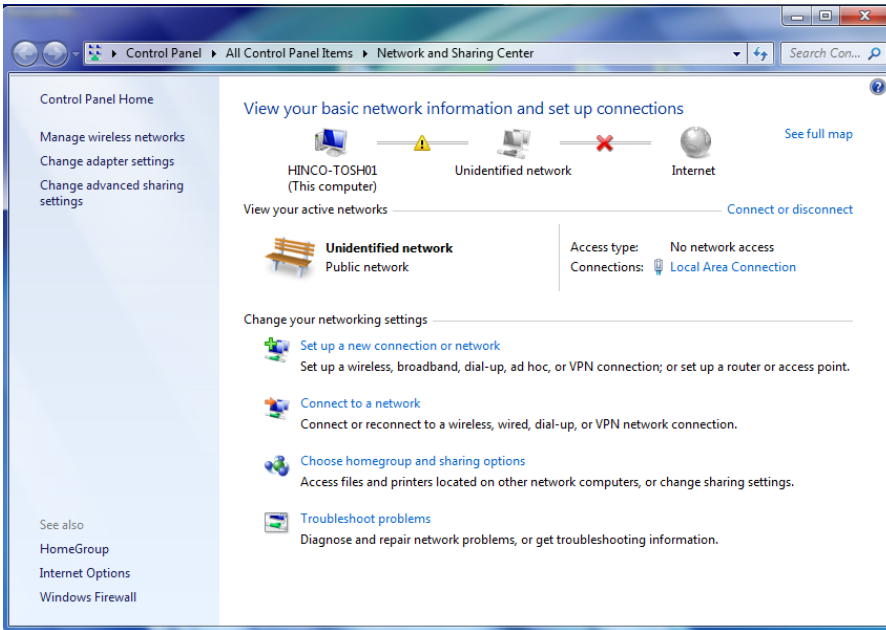 Control Panel ▸ All Control Panel Items ▸ Network and Sharing Center
Search Con...
Control Panel Home
Manage wireless networks
Change adapter settings
Change advanced sharing
settings
See also
HomeGroup
Internet Options
Windows Firewall
View your basic network information and set up connections
See full map
HINCO-TOSH01
(This computer)
Unidentified network
Internet
View your active networks
Connect or disconnect
Unidentified network
Public network
Access type: No network access
Connections: Local Area Connection
Change your networking settings
Set up a new connection or network
Set up a wireless, broadband, dial-up, ad hoc, or VPN connection; or set up a router or access point.
Connect to a network
Connect or reconnect to a wireless, wired, dial-up, or VPN network connection.
Choose homegroup and sharing options
Access files and printers located on other network computers, or change sharing settings.
Troubleshoot problems
Diagnose and repair network problems, or get troubleshooting information.